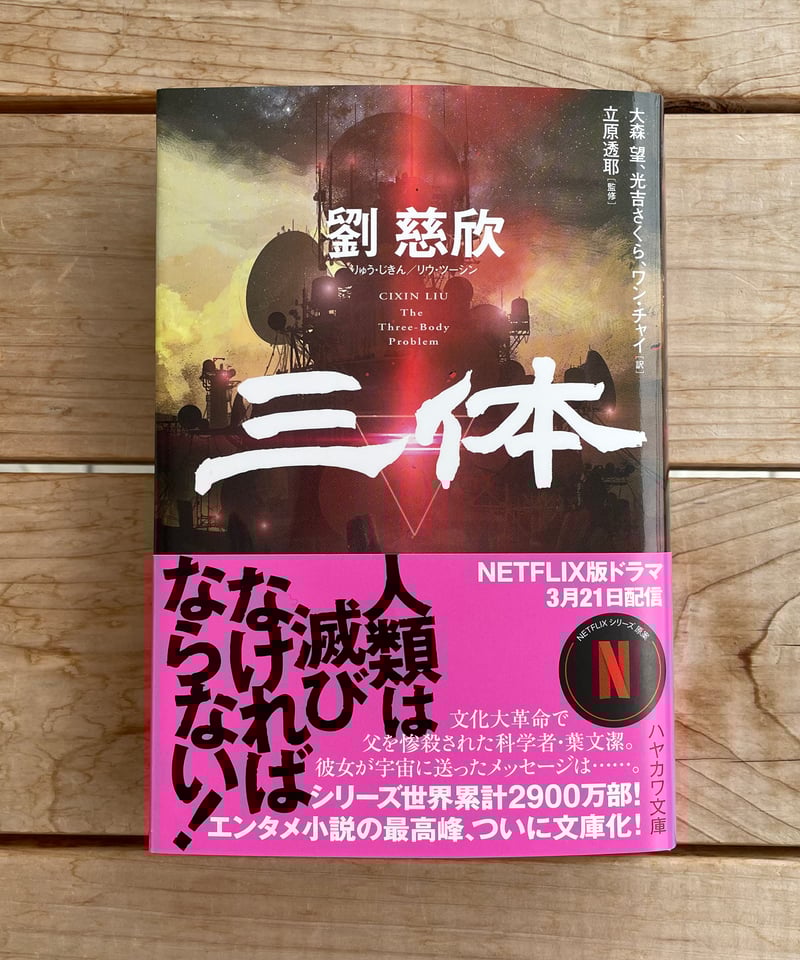 大森 望、光吉さくら、ワン・チャイ[訳]
立原透耶[監修]
劉 慈欣
りゅう・じきん／リウ・ツーシン
CIXIN LIU
The
Three-Body
Problem
三体
NETFLIX版ドラマ
3月21日配信
NETFLIX シリーズ 原案
N
人類は
滅び
なければ
ならない!
文化大革命で
父を惨殺された科学者・葉文潔。
彼女が宇宙に送ったメッセージは……。
シリーズ世界累計2900万部!
エンタメ小説の最高峰、ついに文庫化!
ハヤカワ文庫